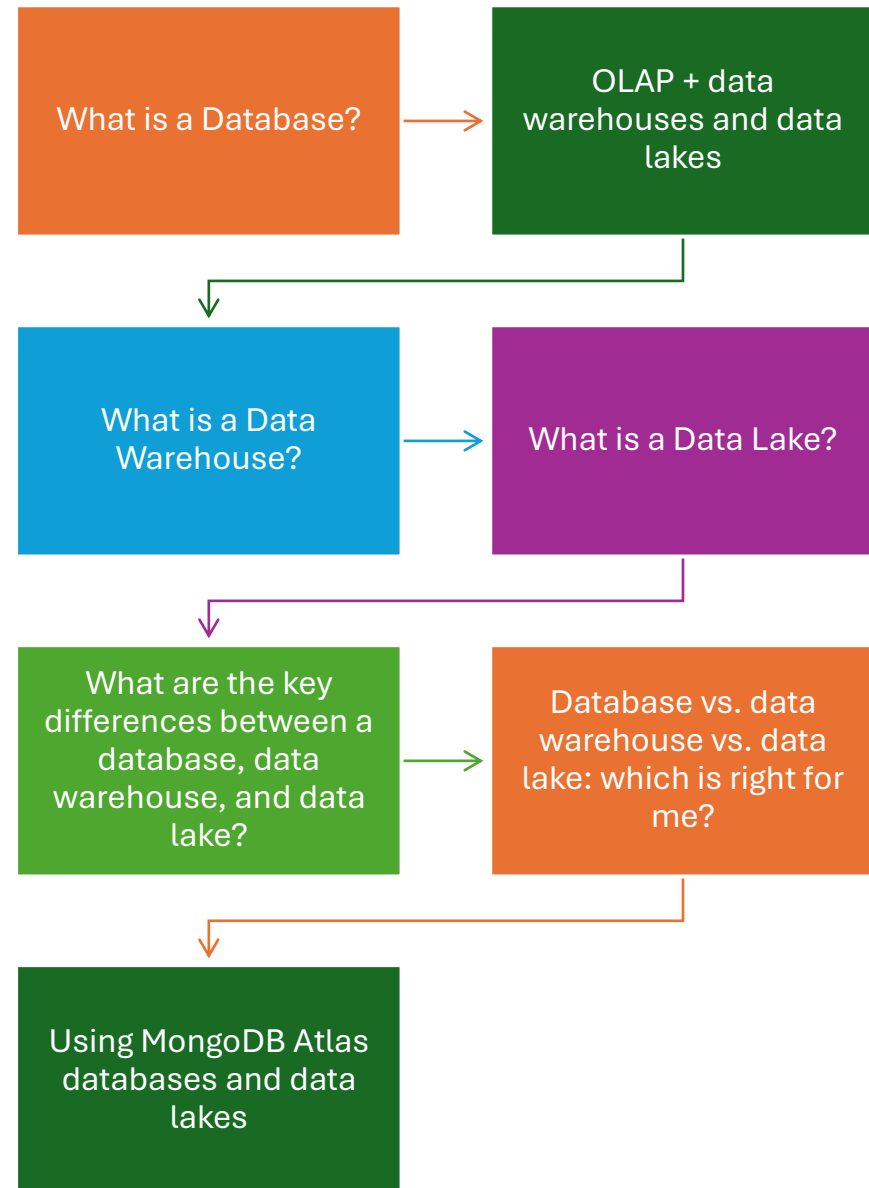 What is a Database?
OLAP + data
warehouses and data
lakes
What is a Data
Warehouse?
What is a Data Lake?
What are the key
differences between a
database, data
warehouse, and data
lake?
Database vs. data
warehouse vs. data
lake: which is right for
me?
Using MongoDB Atlas
databases and data
lakes